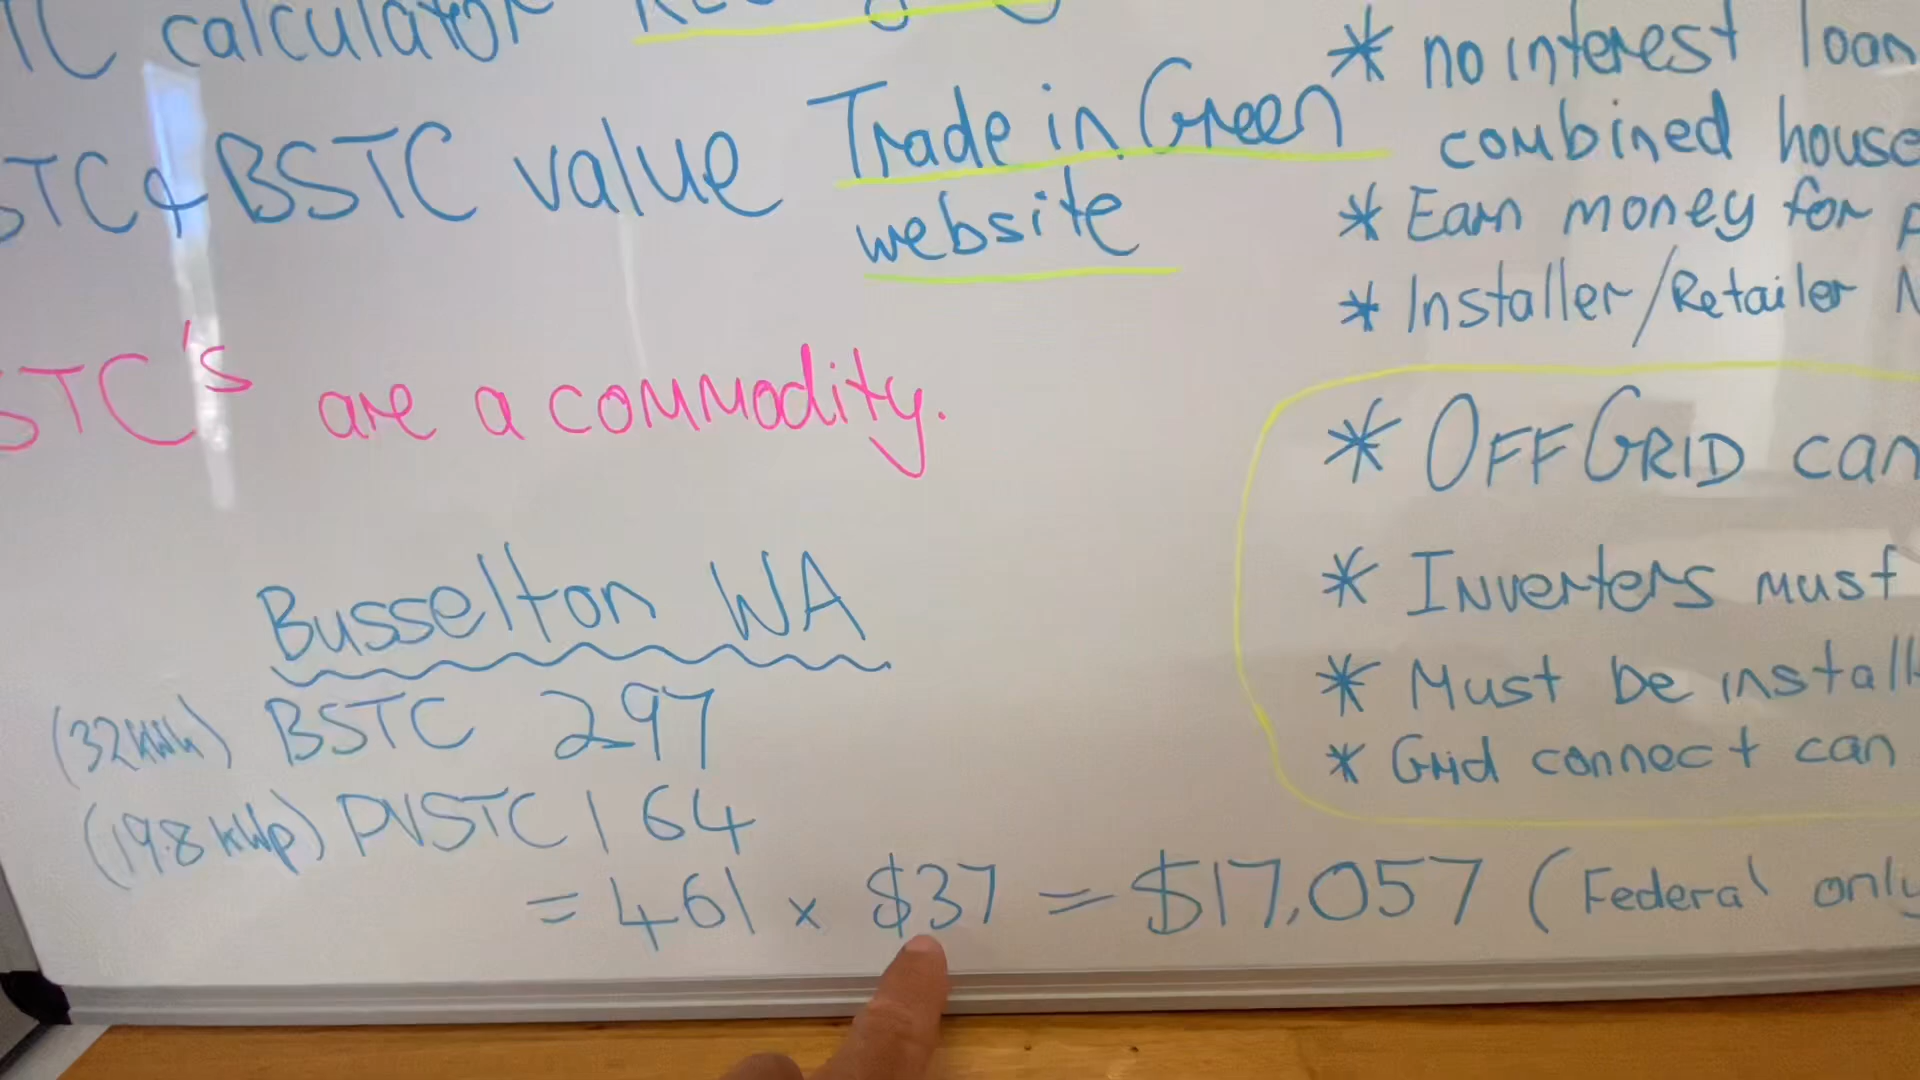 TC calculator
STC & BSTC value Trade in Green
website
STC's are a commodity.
Busselton WA
(32kWh) BSTC 297
(19.8 kWp) PVSTC 164
= 461 x $37 = $17,057 (Federal only
* no interest loan
combined house
* Earn money for
* Installer/Retailer
* OFF GRID can
* Inverters must
* Must be install
* Grid connect can